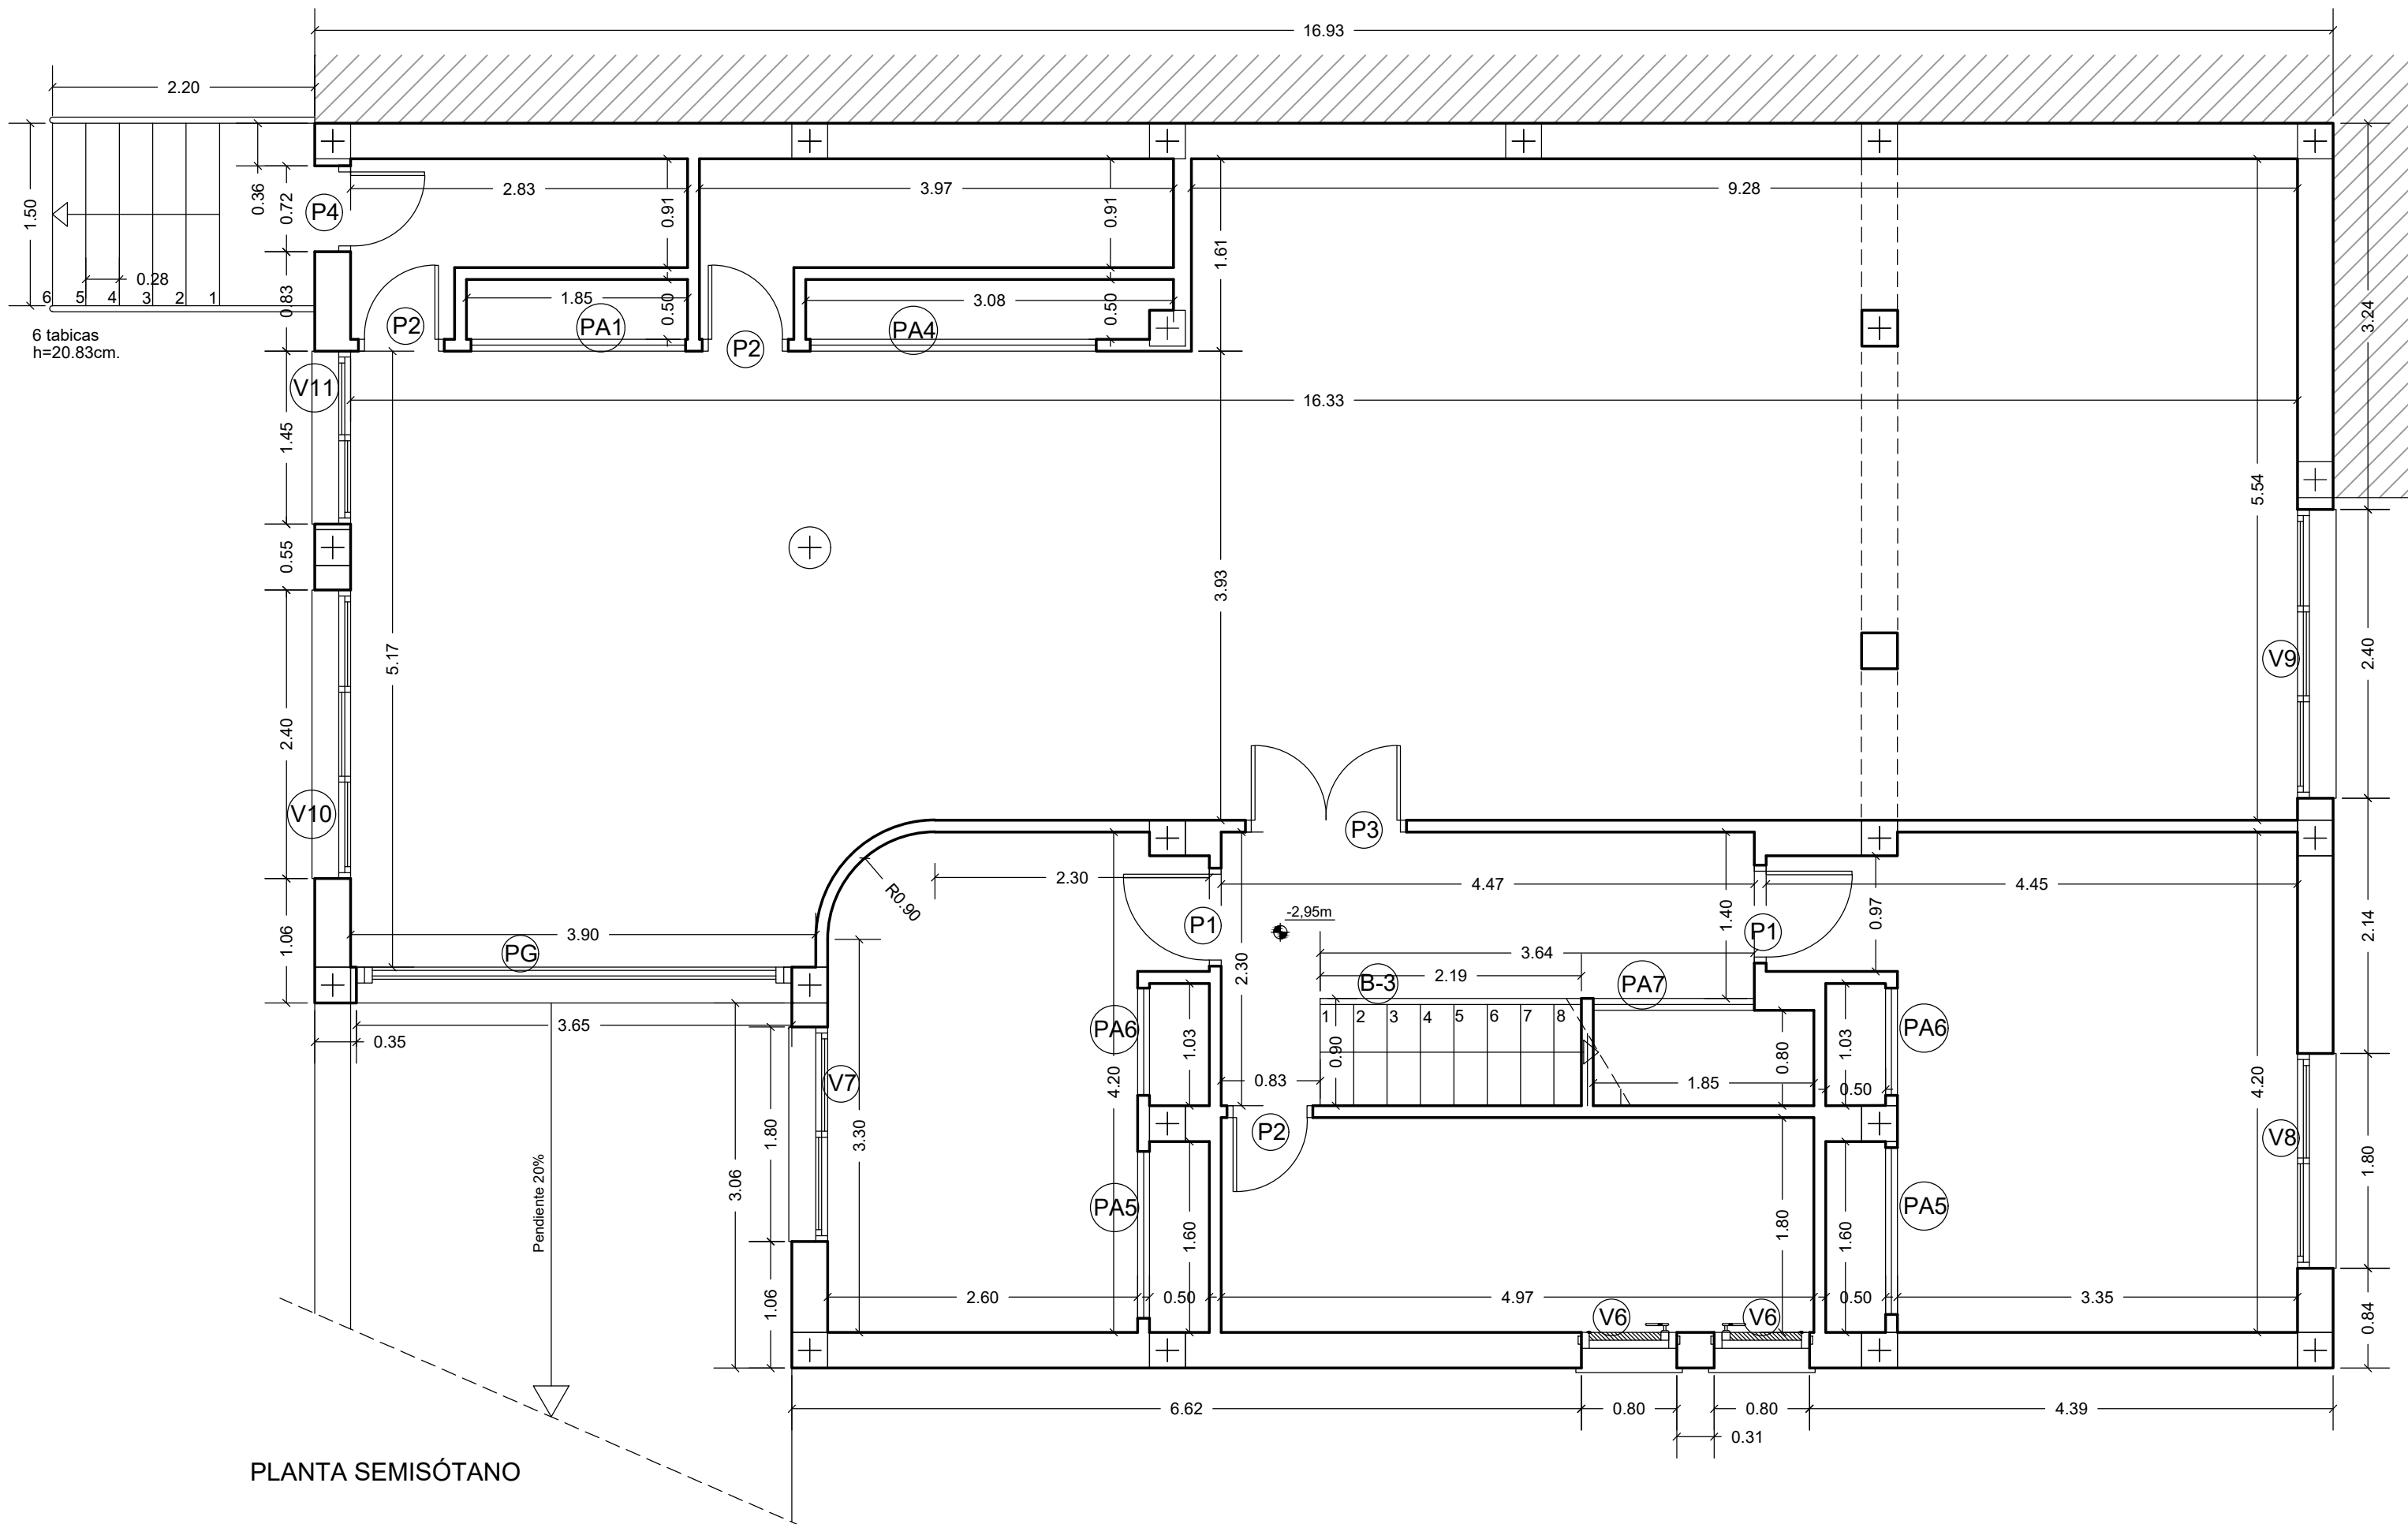 16.93
2.20
1.50
0.36
0.72
P4
2.83
0.91
3.97
0.91
1.61
9.28
0.28
6 5 4 3 2 1
0.83
6 tabicas
h=20.83cm.
P2
1.85
PA1
0.50
P2
3.08
PA4
0.50
3.24
V11
16.33
1.45
5.54
0.55
3.93
5.17
2.40
V9
2.40
V10
P3
R0.90
2.30
4.47
4.45
1.06
3.90
PG
P1
-2,95m
1.40
P1
0.97
2.14
2.30
3.64
2.19
B-3
PA7
3.65
0.35
PA6
1.03
1 2 3 4 5 6 7 8
0.90
0.80
1.03
PA6
V7
4.20
0.83
1.85
0.50
4.20
1.80
3.30
P2
V8
Pendiente 20%
3.06
PA5
1.60
1.80
1.60
PA5
1.80
1.06
2.60
0.50
4.97
0.50
3.35
V6
V6
0.84
6.62
0.80
0.80
4.39
0.31
PLANTA SEMISÓTANO